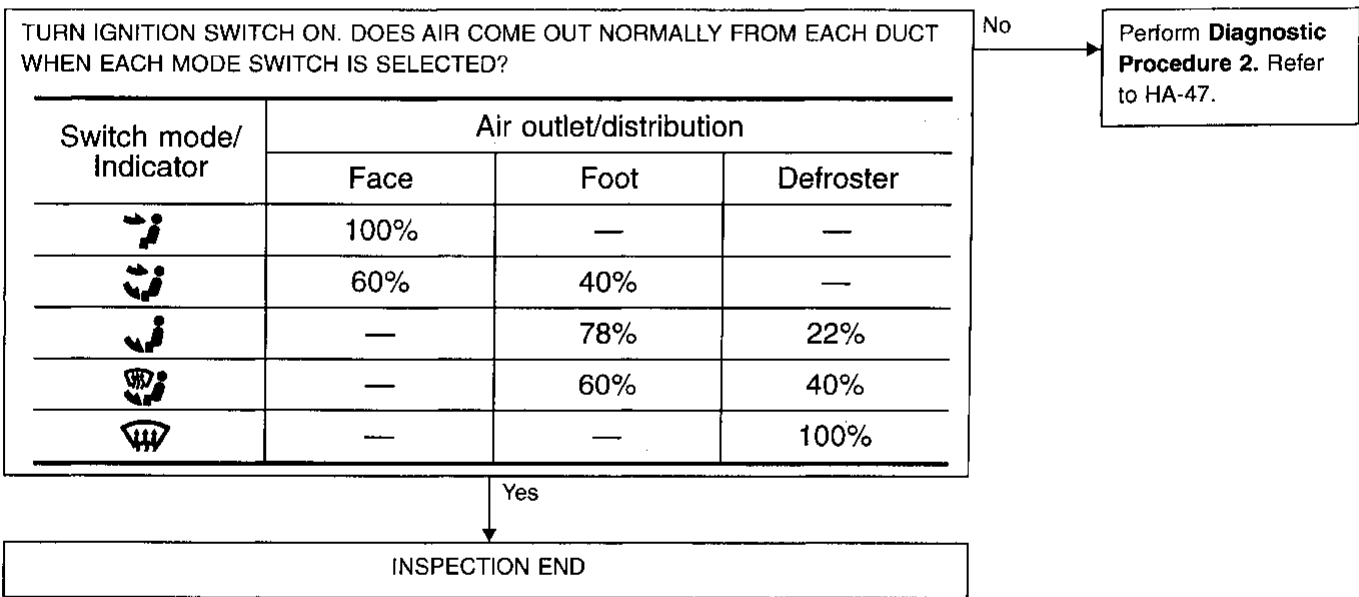 TURN IGNITION SWITCH ON. DOES AIR COME OUT NORMALLY FROM EACH DUCT
WHEN EACH MODE SWITCH IS SELECTED?
No
Perform Diagnostic
Procedure 2. Refer
to HA-47.
Switch mode/
Indicator
Air outlet/distribution
Face Foot Defroster
100% — —
60% 40% —
— 78% 22%
— 60% 40%
— — 100%
Yes
INSPECTION END